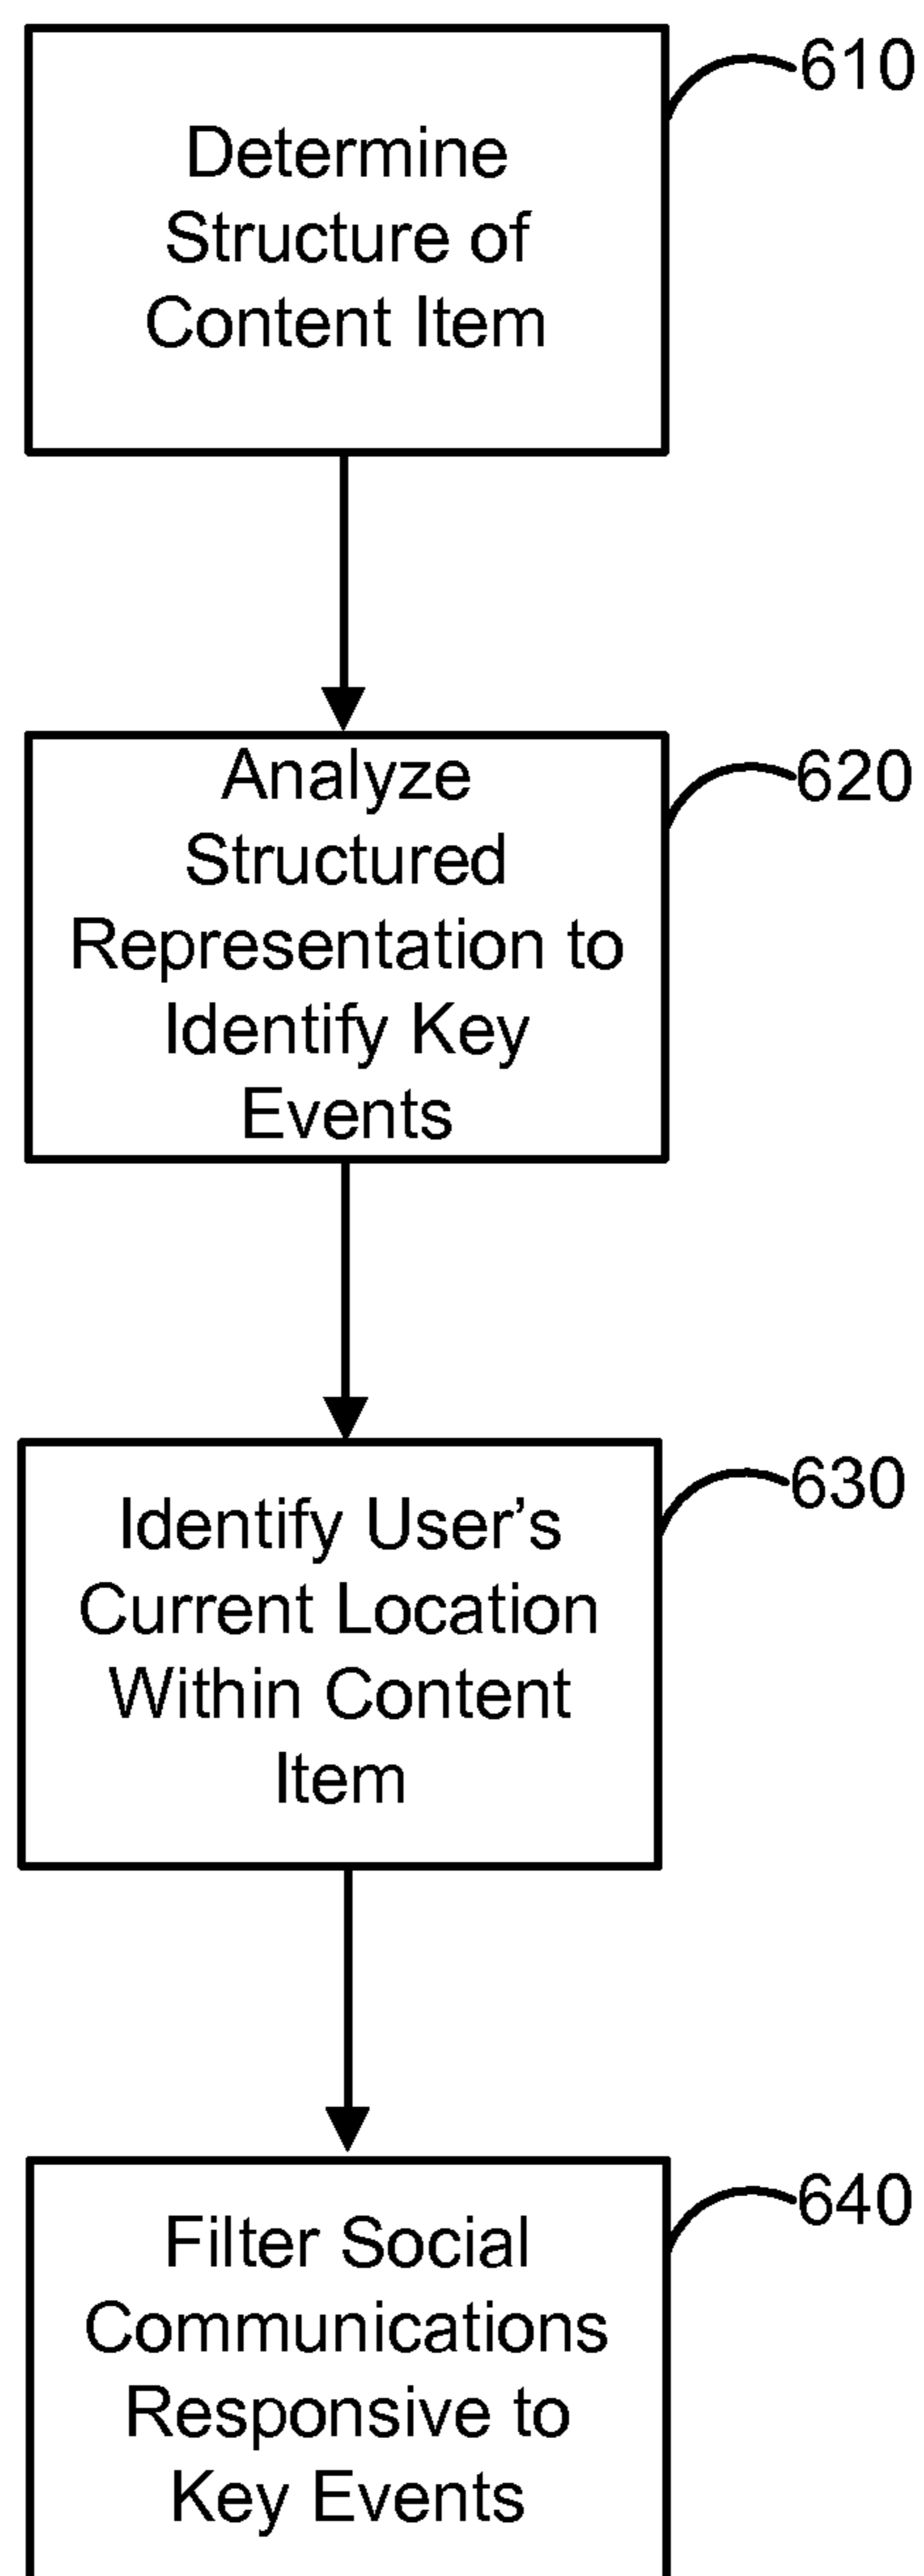 610
Determine
Structure of
Content Item
620
Analyze
Structured
Representation to
Identify Key
Events
630
Identify User’s
Current Location
Within Content
Item
640
Filter Social
Communications
Responsive to
Key Events